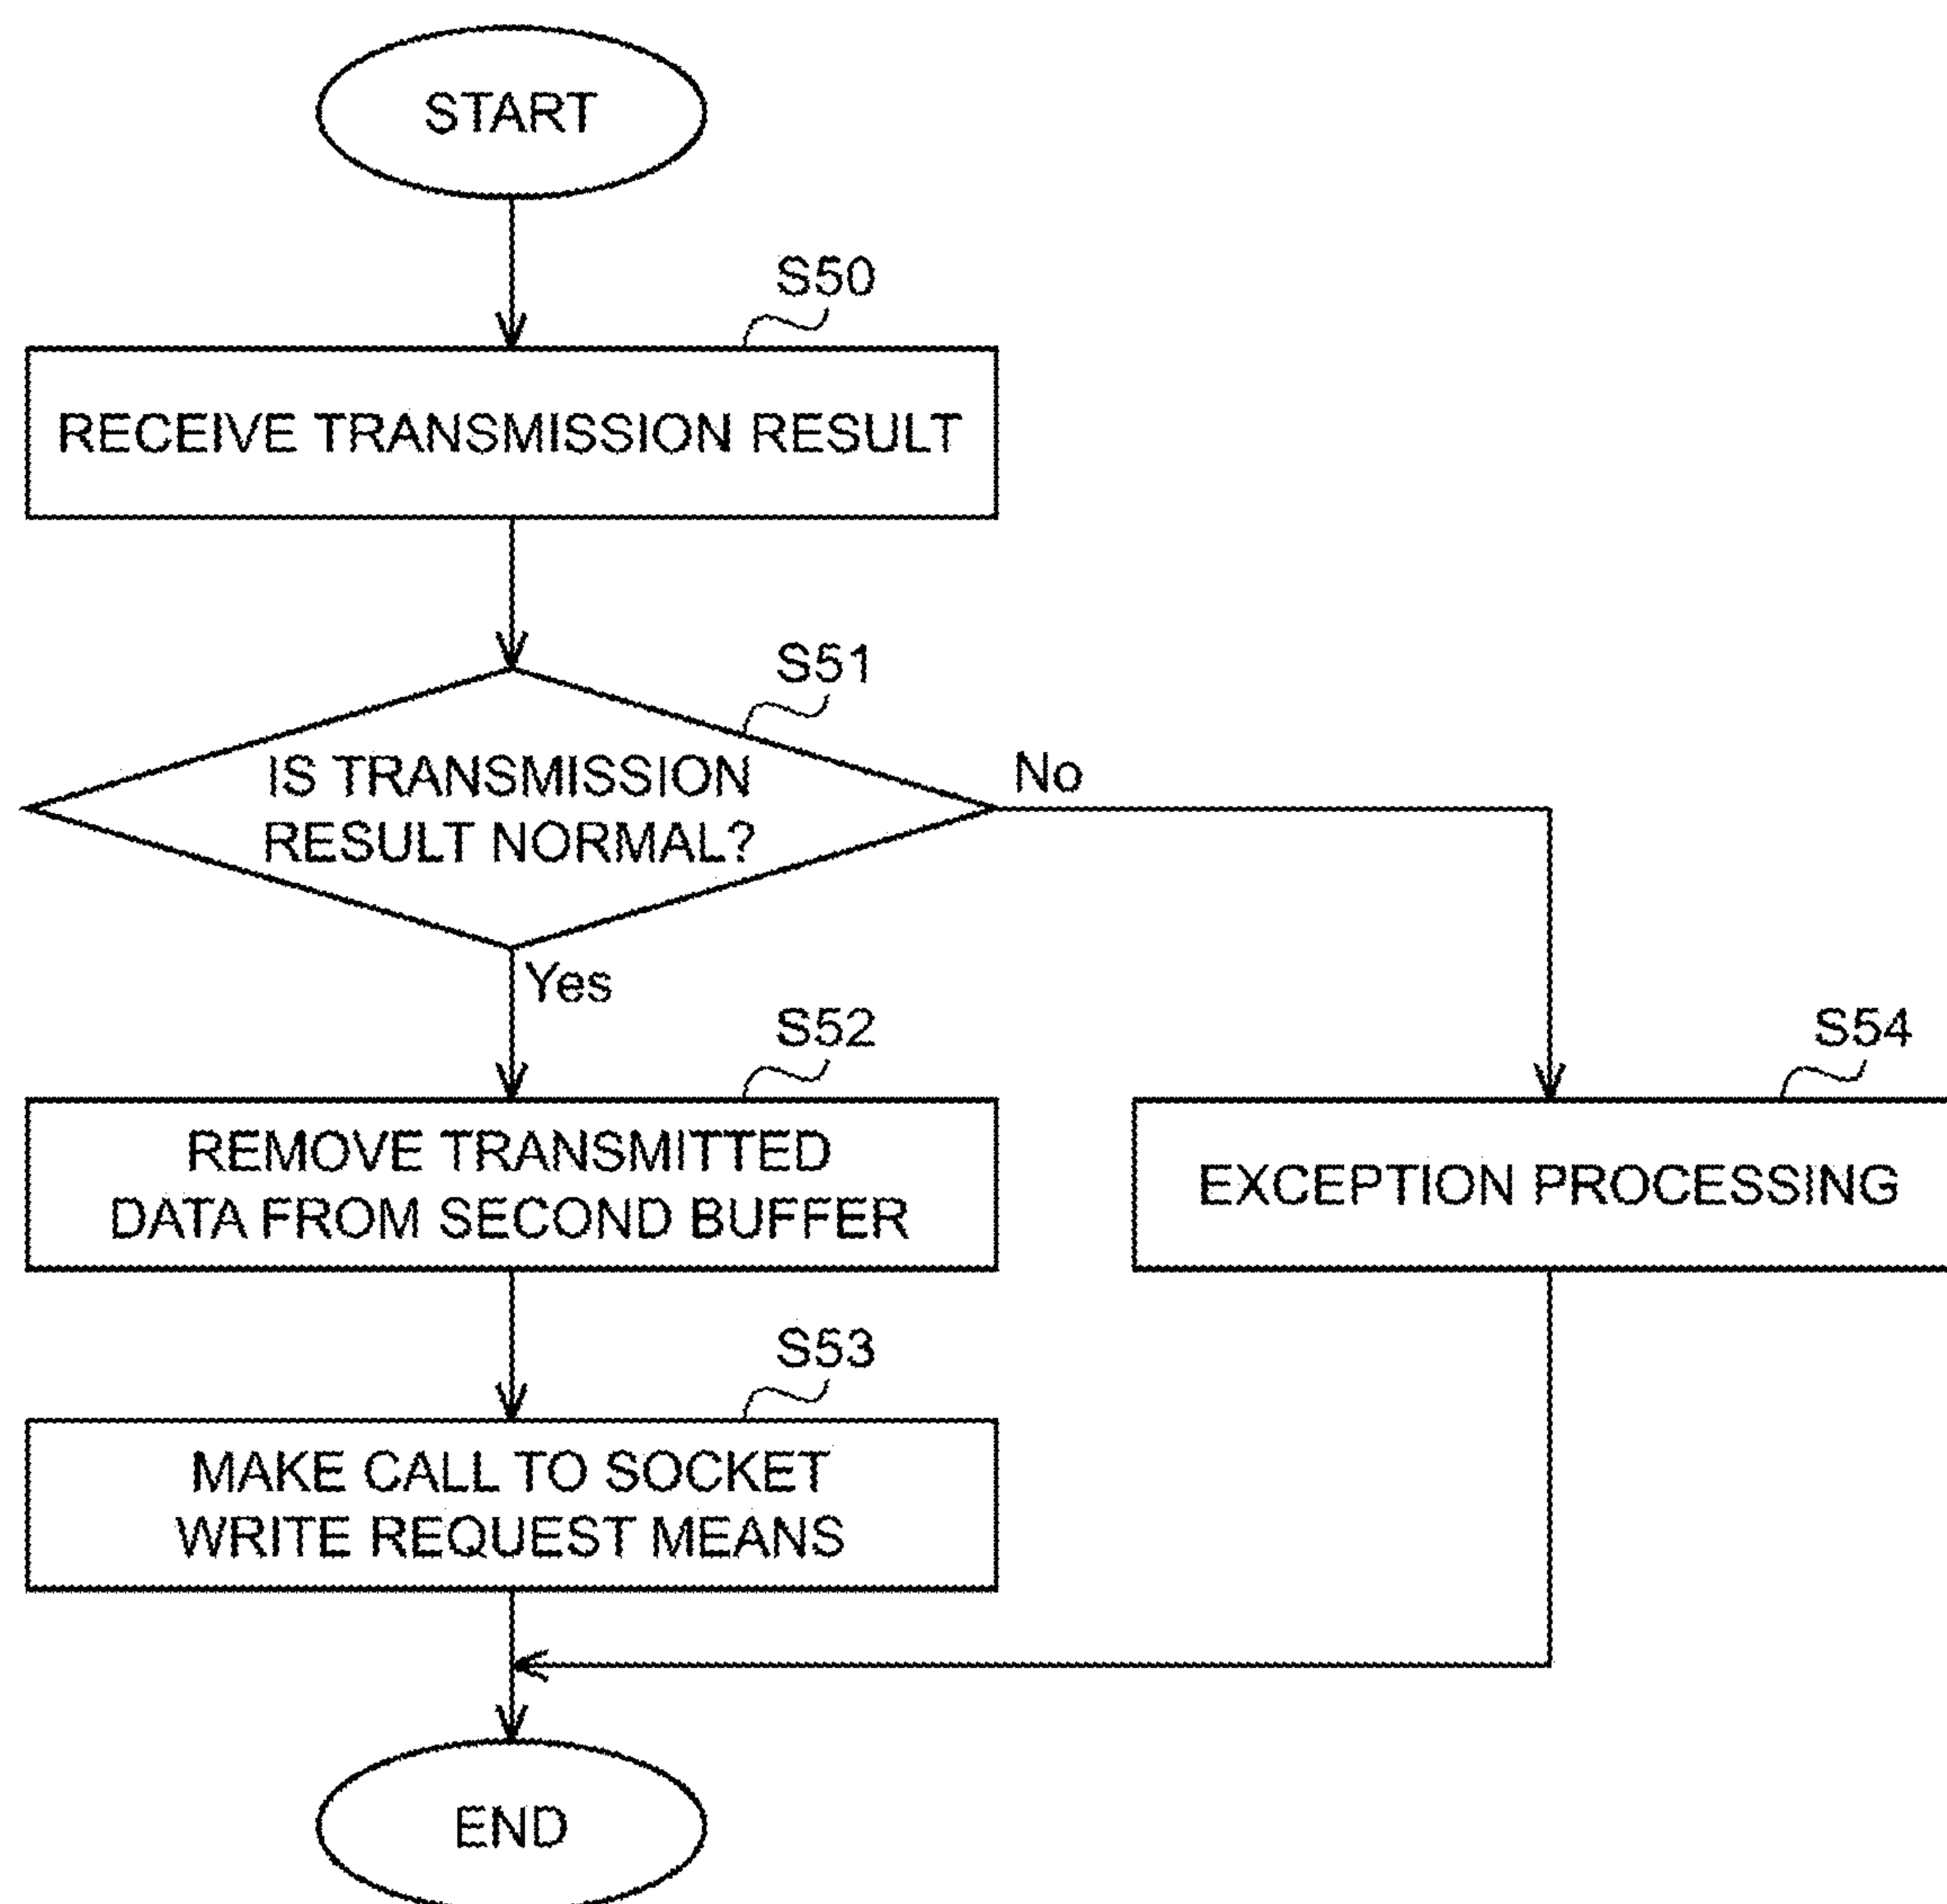 START
S50
RECEIVE TRANSMISSION RESULT
S51
IS TRANSMISSION
RESULT NORMAL?
No
Yes
S52
REMOVE TRANSMITTED
DATA FROM SECOND BUFFER
S54
EXCEPTION PROCESSING
S53
MAKE CALL TO SOCKET
WRITE REQUEST MEANS
END